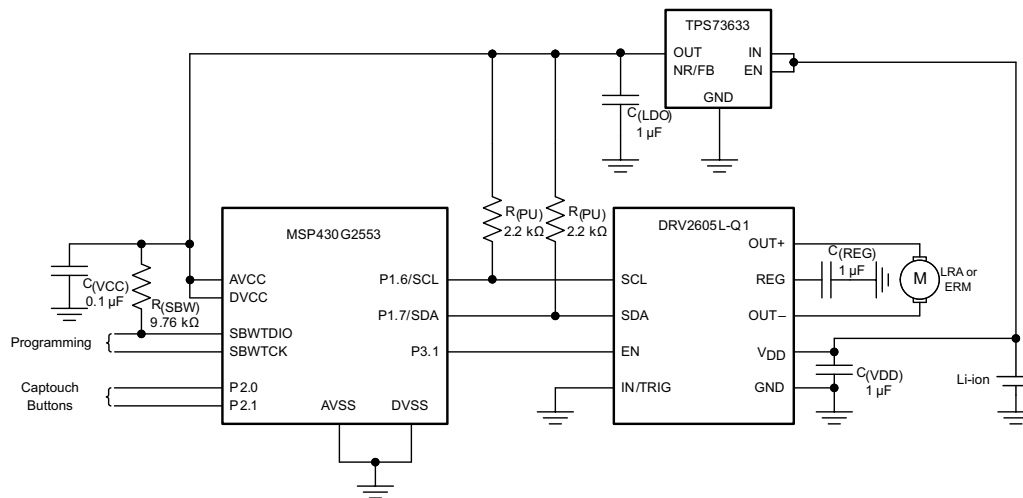 TPS73633
OUT
IN
NR/FB
EN
GND
C(LDO)
1 µF
R(PU)
2.2 kΩ
R(PU)
2.2 kΩ
MSP430G2553
AVCC
DVCC
SBWTDIO
SBWTCK
P2.0
P2.1
AVSS
DVSS
P1.6/SCL
P1.7/SDA
P3.1
C(VCC)
0.1 µF
R(SBW)
9.76 kΩ
Programming
Captouch
Buttons
DRV2605L-Q1
SCL
SDA
EN
IN/TRIG
OUT+
REG
OUT−
VDD
GND
C(REG)
1 µF
M
LRA or
ERM
C(VDD)
1 µF
Li-ion